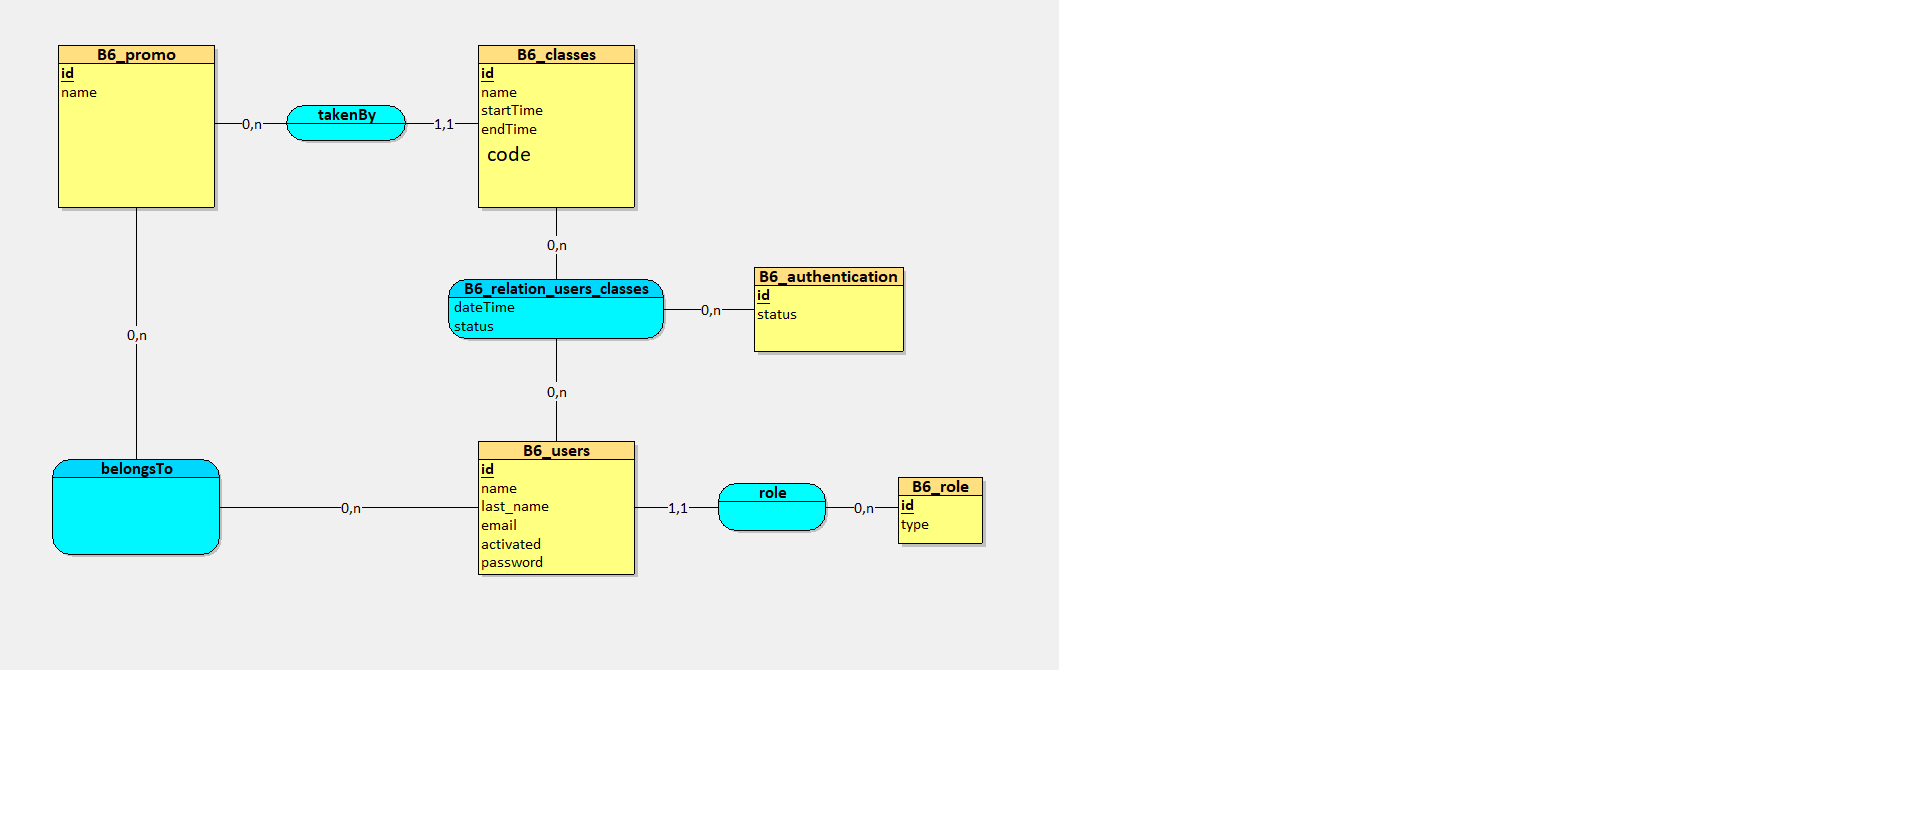 B6_promo
id
name
0,n
takenBy
1,1
B6_classes
id
name
startTime
endTime
code
0,n
B6_relation_users_classes
dateTime
status
0,n
B6_authentication
id
status
0,n
0,n
belongsTo
0,n
B6_users
id
name
last_name
email
activated
password
1,1
role
0,n
B6_role
id
type